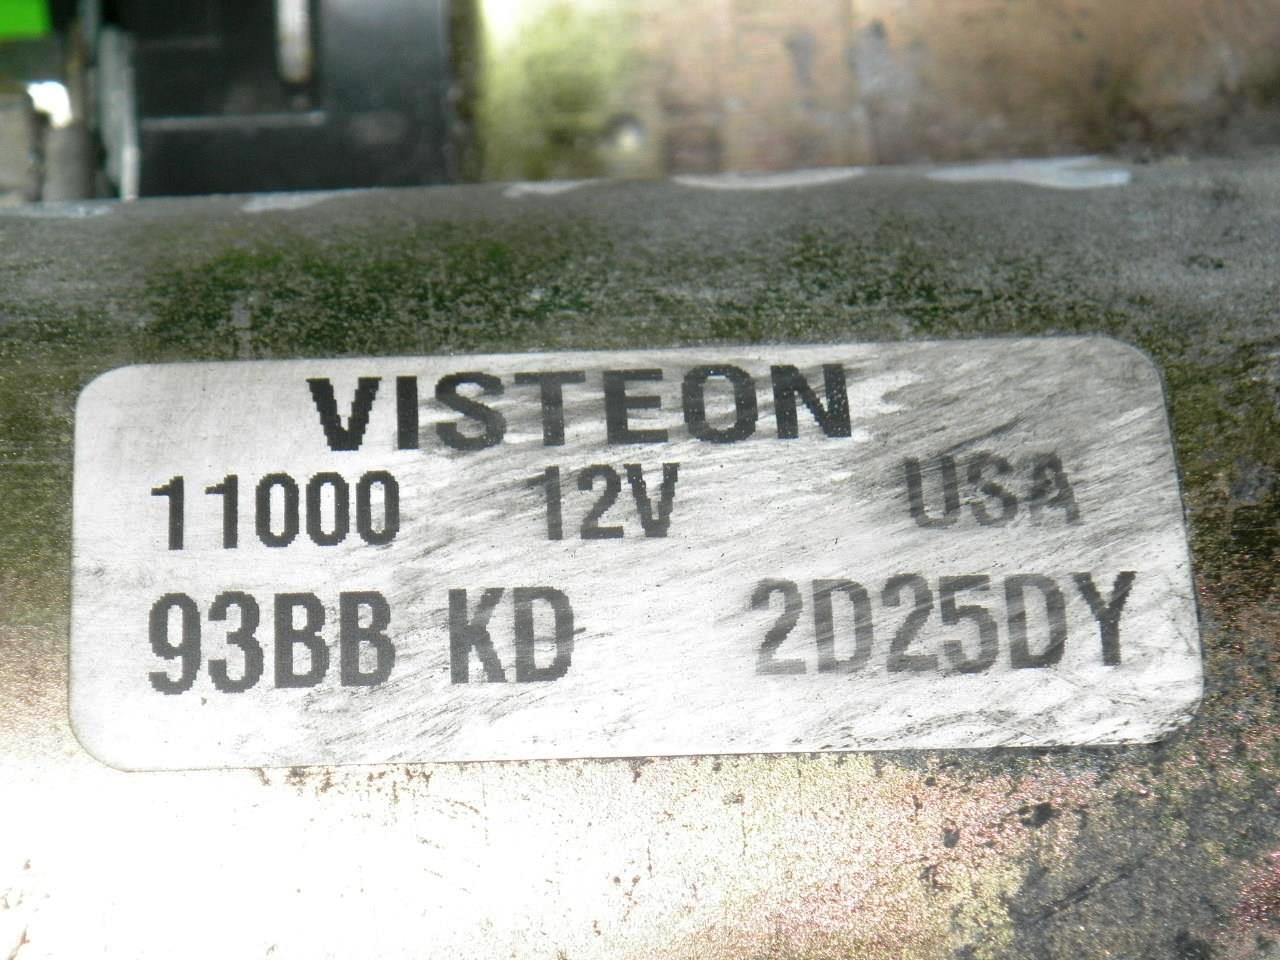 VISTEON
11000 12V USA
93BB KD 2D25DY